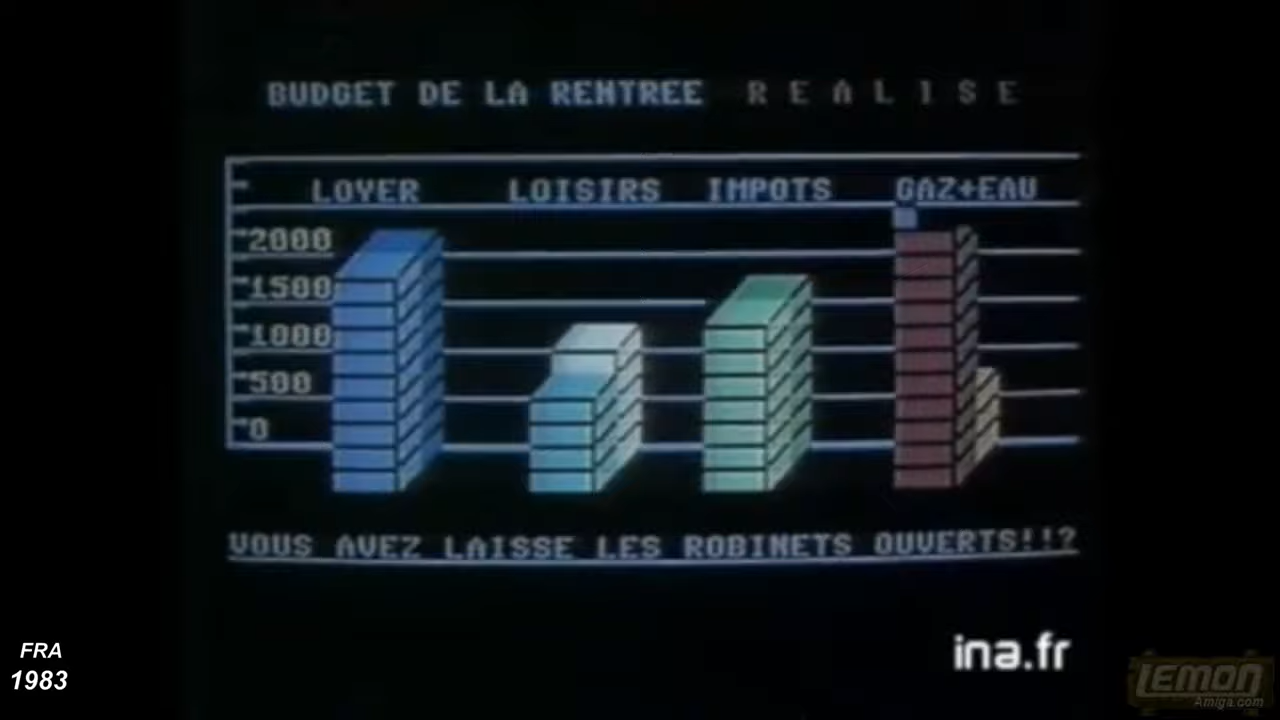 BUDGET DE LA RENTREE R E A L I S E
LOYER LOISIRS IMPOTS GAZ+EAU
2000
1500
1000
500
0
VOUS AVEZ LAISSE LES ROBINETS OUVERTS!!?
FRA
1983
ina.fr
LEMON
Amiga.com